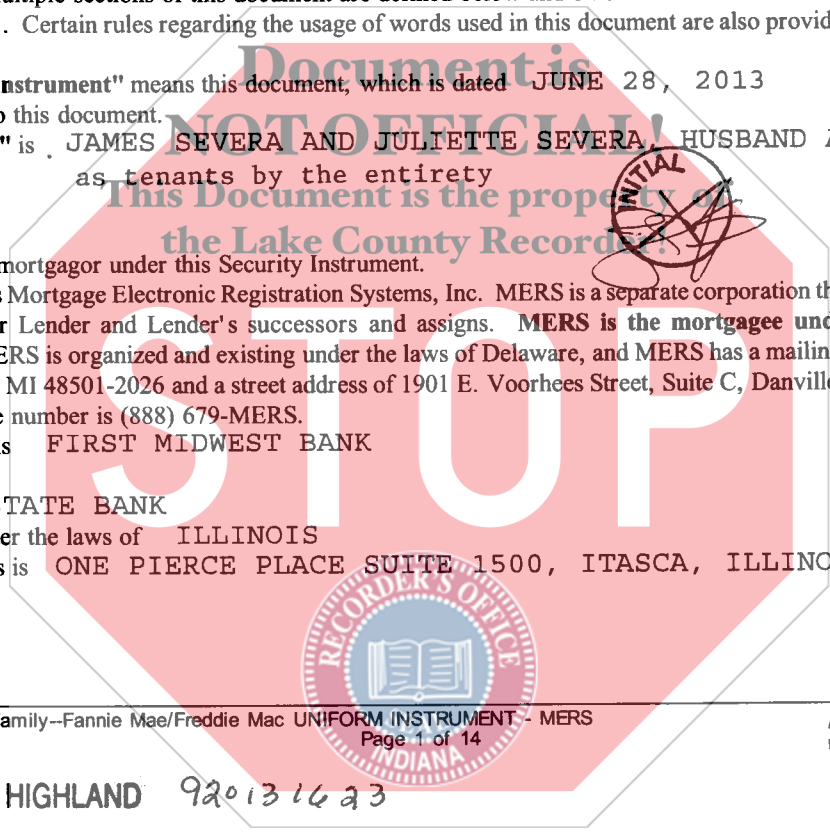 . Certain rules regarding the usage of words used in this document are also provid
Document is
nstrument" means this document, which is dated JUNE 28, 2013
o this document.
NOT OFFICIAL!
" is . JAMES SEVERA AND JULIETTE SEVERA, HUSBAND
INITIAL
as tenants by the entirety
This Document is the property of
the Lake County Recorder!
mortgagor under this Security Instrument.
s Mortgage Electronic Registration Systems, Inc. MERS is a separate corporation th
r Lender and Lender's successors and assigns. MERS is the mortgagee und
ERS is organized and existing under the laws of Delaware, and MERS has a mailin
MI 48501-2026 and a street address of 1901 E. Voorhees Street, Suite C, Danville
e number is (888) 679-MERS.
STOP
is FIRST MIDWEST BANK
TATE BANK
er the laws of ILLINOIS
s is ONE PIERCE PLACE SUITE 1500, ITASCA, ILLINO
RECORDER'S OFFICE
INDIANA
amily--Fannie Mae/Freddie Mac UNIFORM INSTRUMENT - MERS
Page 1 of 14
HIGHLAND 920131623